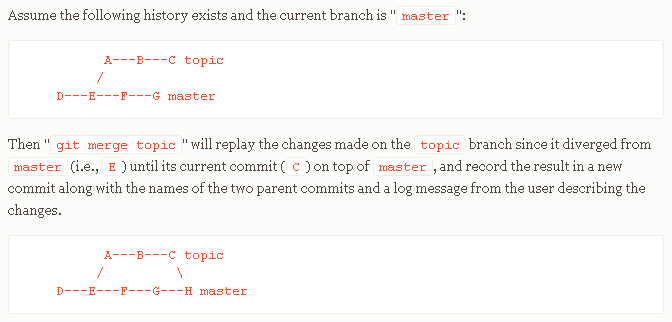 Assume the following history exists and the current branch is "master":
          A---B---C topic
         /
    D---E---F---G master
Then "git merge topic" will replay the changes made on the topic branch since it diverged from
master (i.e., E) until its current commit (C) on top of master, and record the result in a new
commit along with the names of the two parent commits and a log message from the user describing the
changes.
          A---B---C topic
         /         \
    D---E---F---G---H master